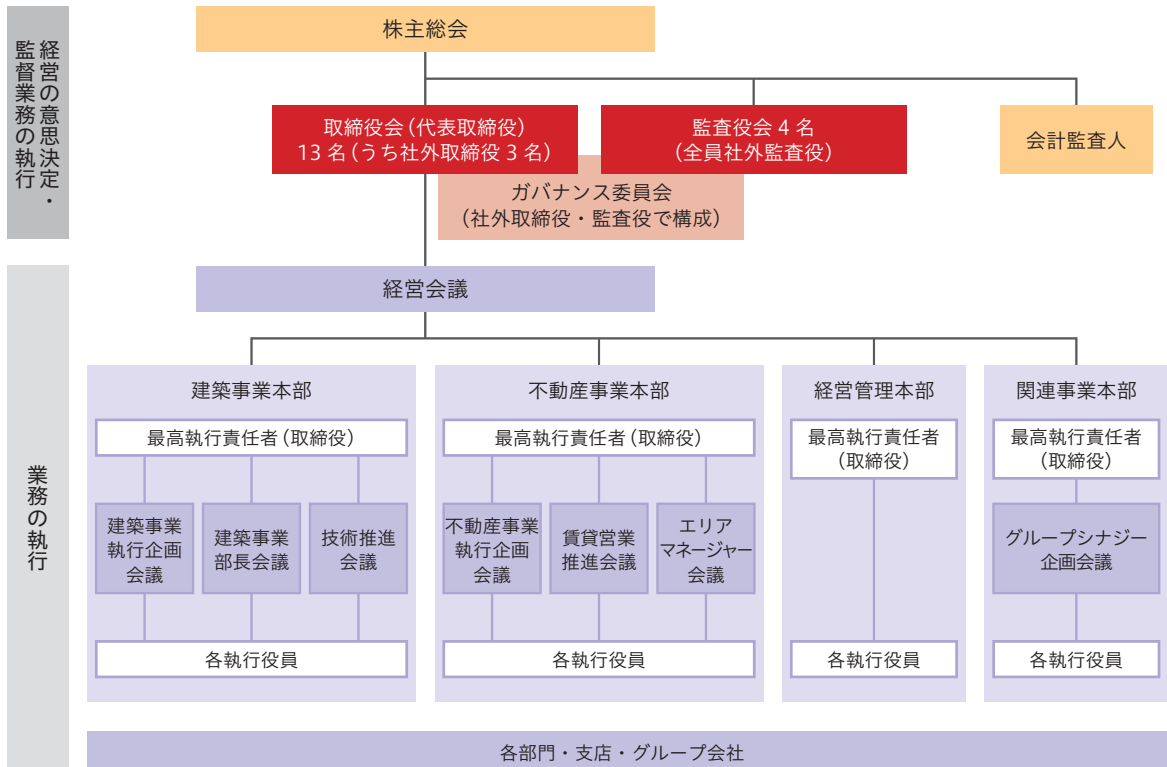 経営の意思決定・
監督業務の執行
株主総会
取締役会（代表取締役）
13 名（うち社外取締役 3 名）
監査役会 4 名
（全員社外監査役）
会計監査人
ガバナンス委員会
（社外取締役・監査役で構成）
業務の執行
経営会議
建築事業本部
最高執行責任者（取締役）
建築事業
執行企画
会議
建築事業
部長会議
技術推進
会議
各執行役員
不動産事業本部
最高執行責任者（取締役）
不動産事業
執行企画
会議
賃貸営業
推進会議
エリア
マネージャー
会議
各執行役員
経営管理本部
最高執行責任者
（取締役）
各執行役員
関連事業本部
最高執行責任者
（取締役）
グループシナジー
企画会議
各執行役員
各部門・支店・グループ会社